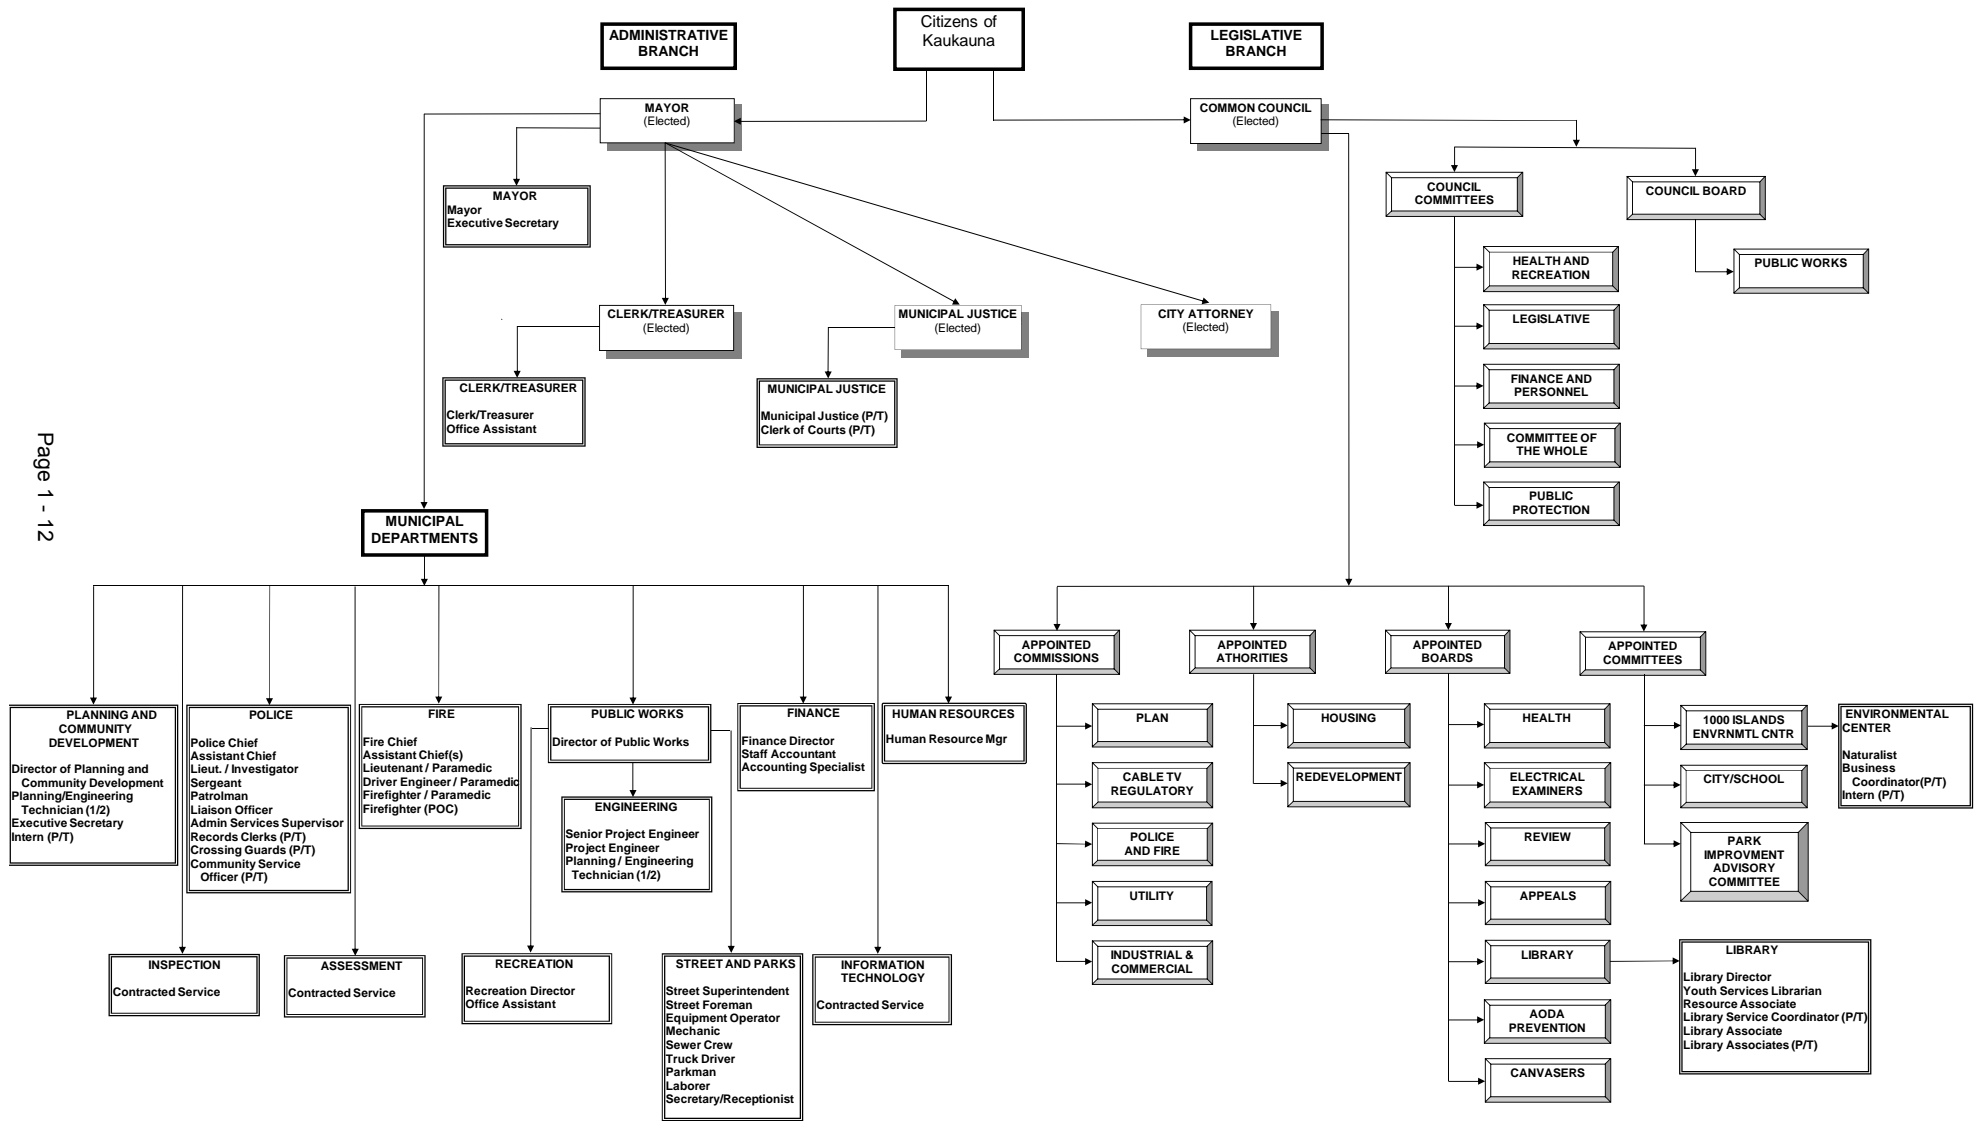 Citizens of
Kaukauna
ADMINISTRATIVE
BRANCH
LEGISLATIVE
BRANCH
MAYOR
(Elected)
COMMON COUNCIL
(Elected)
MAYOR
Mayor
Executive Secretary
COUNCIL
COMMITTEES
COUNCIL BOARD
HEALTH AND
RECREATION
PUBLIC WORKS
LEGISLATIVE
FINANCE AND
PERSONNEL
COMMITTEE OF
THE WHOLE
PUBLIC
PROTECTION
CLERK/TREASURER
(Elected)
MUNICIPAL JUSTICE
(Elected)
CITY ATTORNEY
(Elected)
CLERK/TREASURER
Clerk/Treasurer
Office Assistant
MUNICIPAL JUSTICE
Municipal Justice (P/T)
Clerk of Courts (P/T)
Page 1 - 12
MUNICIPAL
DEPARTMENTS
PLANNING AND
COMMUNITY
DEVELOPMENT
Director of Planning and
Community Development
Planning/Engineering
Technician (1/2)
Executive Secretary
Intern (P/T)
POLICE
Police Chief
Assistant Chief
Lieut. / Investigator
Sergeant
Patrolman
Liaison Officer
Admin Services Supervisor
Records Clerks (P/T)
Crossing Guards (P/T)
Community Service
Officer (P/T)
FIRE
Fire Chief
Assistant Chief(s)
Lieutenant / Paramedic
Driver Engineer / Paramedic
Firefighter / Paramedic
Firefighter (POC)
PUBLIC WORKS
Director of Public Works
ENGINEERING
Senior Project Engineer
Project Engineer
Planning / Engineering
Technician (1/2)
FINANCE
Finance Director
Staff Accountant
Accounting Specialist
HUMAN RESOURCES
Human Resource Mgr
INSPECTION
Contracted Service
ASSESSMENT
Contracted Service
RECREATION
Recreation Director
Office Assistant
STREET AND PARKS
Street Superintendent
Street Foreman
Equipment Operator
Mechanic
Sewer Crew
Truck Driver
Parkman
Laborer
Secretary/Receptionist
INFORMATION
TECHNOLOGY
Contracted Service
APPOINTED
COMMISSIONS
PLAN
CABLE TV
REGULATORY
POLICE
AND FIRE
UTILITY
INDUSTRIAL &
COMMERCIAL
APPOINTED
ATHORITIES
HOUSING
REDEVELOPMENT
APPOINTED
BOARDS
HEALTH
ELECTRICAL
EXAMINERS
REVIEW
APPEALS
LIBRARY
AODA
PREVENTION
CANVASERS
APPOINTED
COMMITTEES
1000 ISLANDS
ENVRNMTL CNTR
CITY/SCHOOL
PARK
IMPROVMENT
ADVISORY
COMMITTEE
ENVIRONMENTAL
CENTER
Naturalist
Business
Coordinator(P/T)
Intern (P/T)
LIBRARY
Library Director
Youth Services Librarian
Resource Associate
Library Service Coordinator (P/T)
Library Associate
Library Associates (P/T)